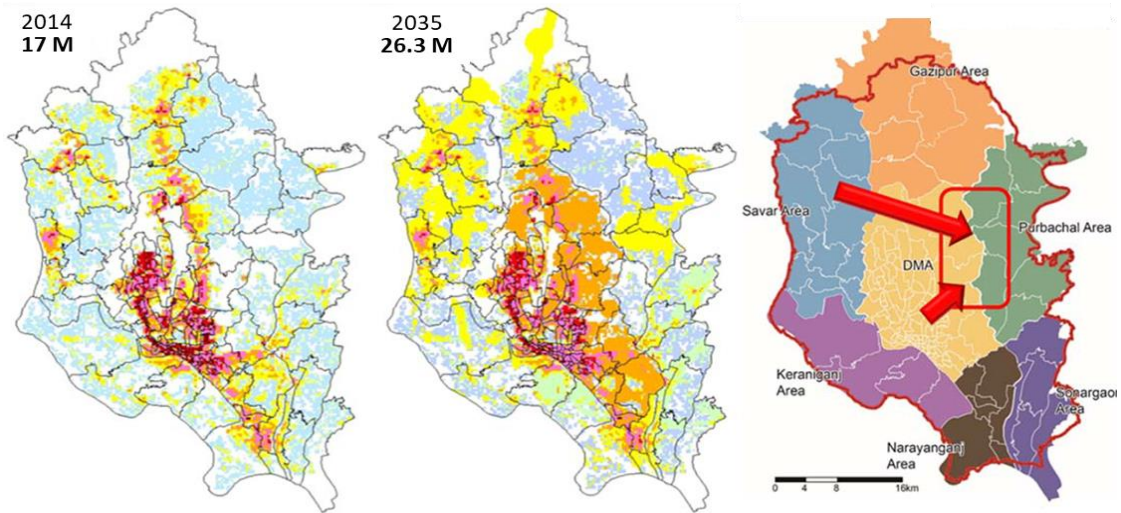 2014
17 M
2035
26.3 M
Gazipur Area
Savar Area
Purbachal Area
DMA
Keraniganj
Area
Sonargaon
Area
Narayanganj
Area
0 4 8 16km